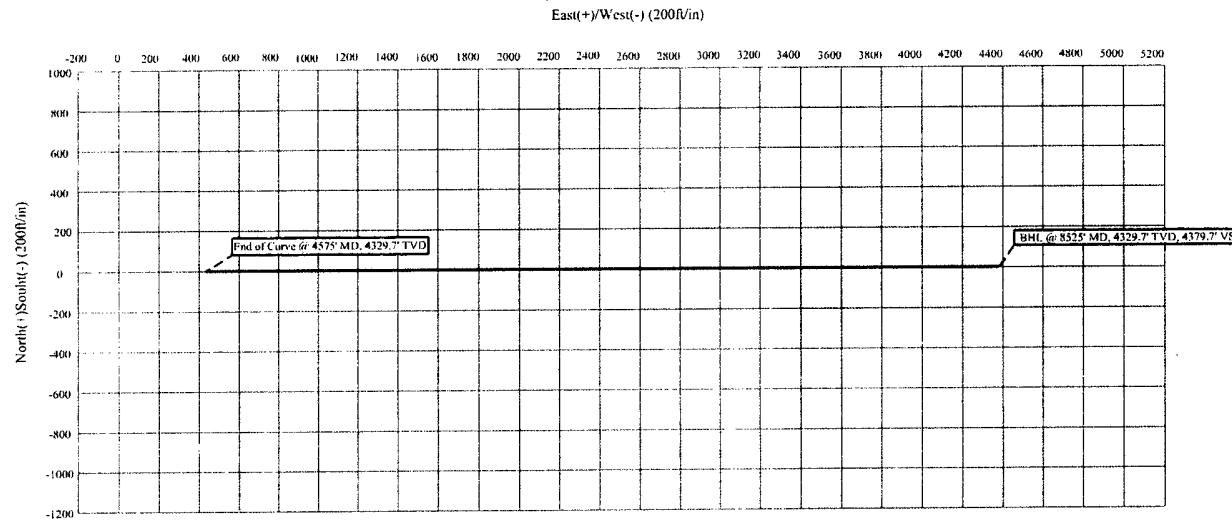 East(+)/West(-) (200ft/in)
-200 0 200 400 600 800 1000 1200 1400 1600 1800 2000 2200 2400 2600 2800 3000 3200 3400 3600 3800 4000 4200 4400 4600 4800 5000 5200
1000
800
600
400
200
0
-200
-400
-600
-800
-1000
-1200
North(+)Souht(-) (200ft/in)
End of Curve @ 4575' MD, 4329.7' TVD
BHL @ 8525' MD, 4329.7' TVD, 4379.7' VS